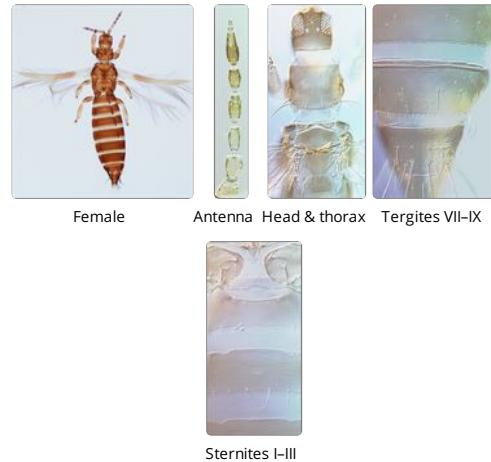 Female
Antenna
Head & thorax
Tergites VII–IX
Sternites I–III